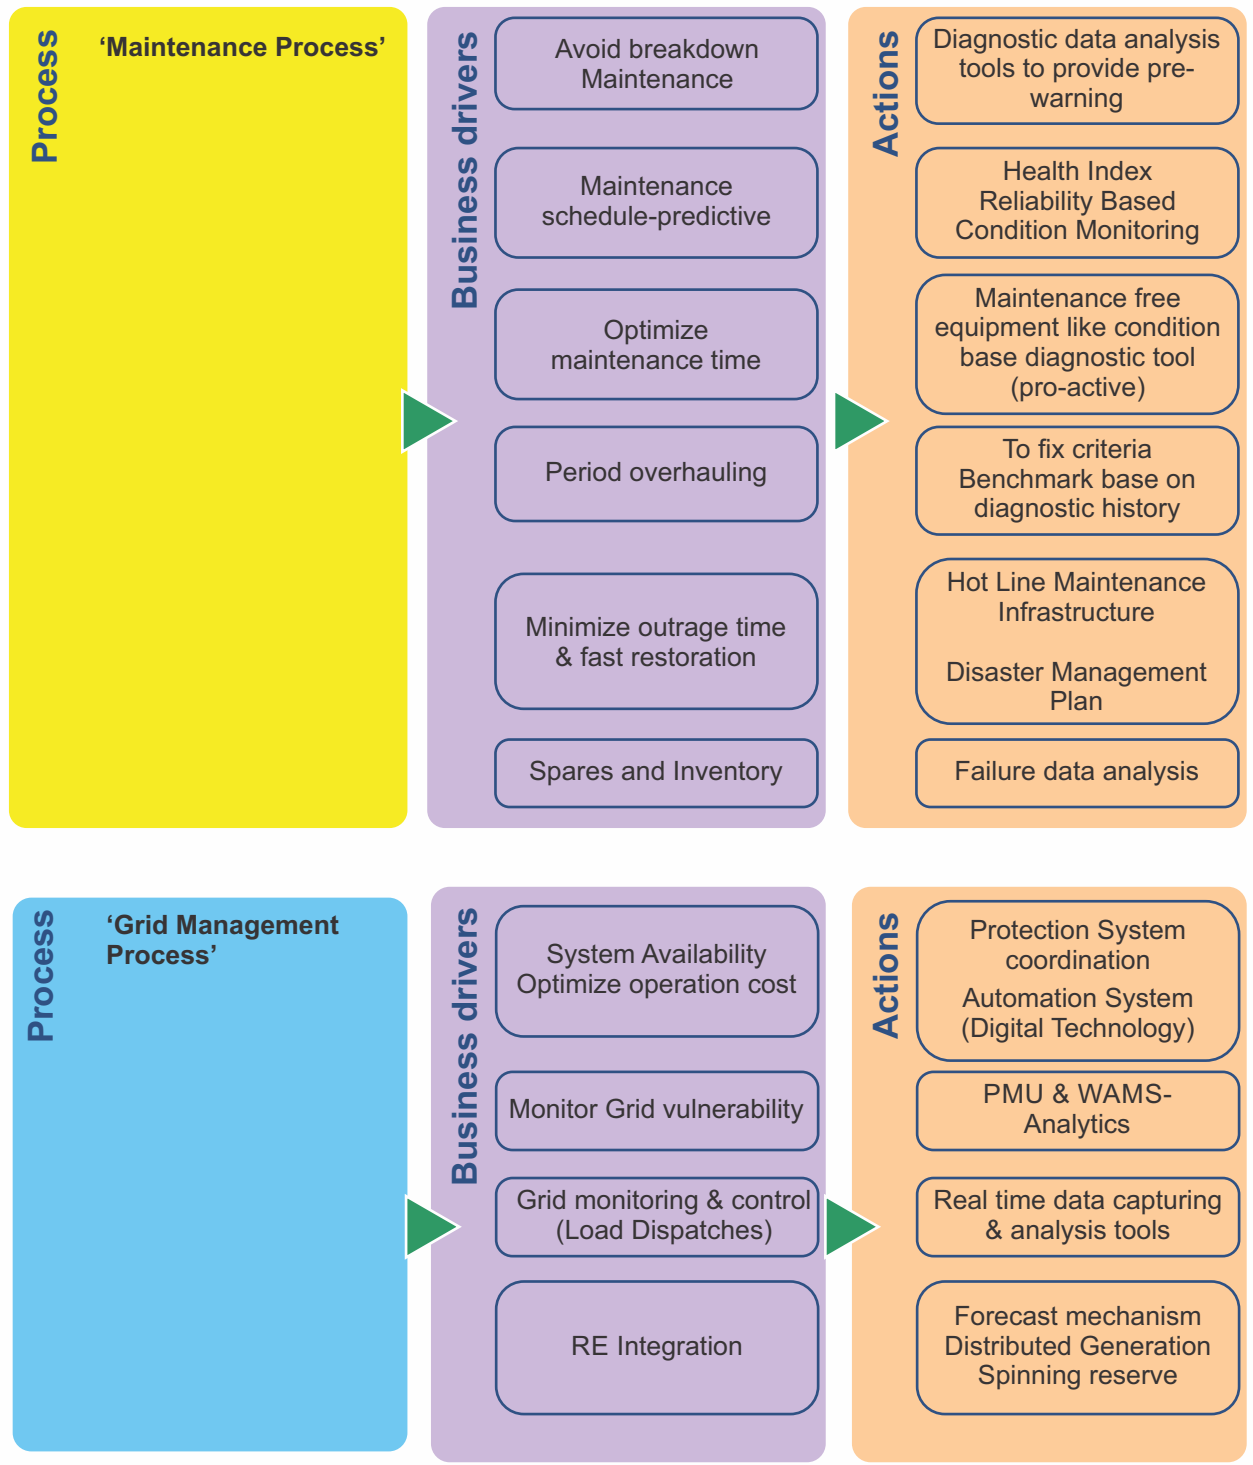 Process
‘Maintenance Process’
Business drivers
Avoid breakdown
Maintenance
Maintenance
schedule-predictive
Optimize
maintenance time
Period overhauling
Minimize outrage time
& fast restoration
Spares and Inventory
Actions
Diagnostic data analysis
tools to provide pre-
warning
Health Index
Reliability Based
Condition Monitoring
Maintenance free
equipment like condition
base diagnostic tool
(pro-active)
To fix criteria
Benchmark base on
diagnostic history
Hot Line Maintenance
Infrastructure
Disaster Management
Plan
Failure data analysis
Process
‘Grid Management
Process’
Business drivers
System Availability
Optimize operation cost
Monitor Grid vulnerability
Grid monitoring & control
(Load Dispatches)
RE Integration
Actions
Protection System
coordination
Automation System
(Digital Technology)
PMU & WAMS-
Analytics
Real time data capturing
& analysis tools
Forecast mechanism
Distributed Generation
Spinning reserve